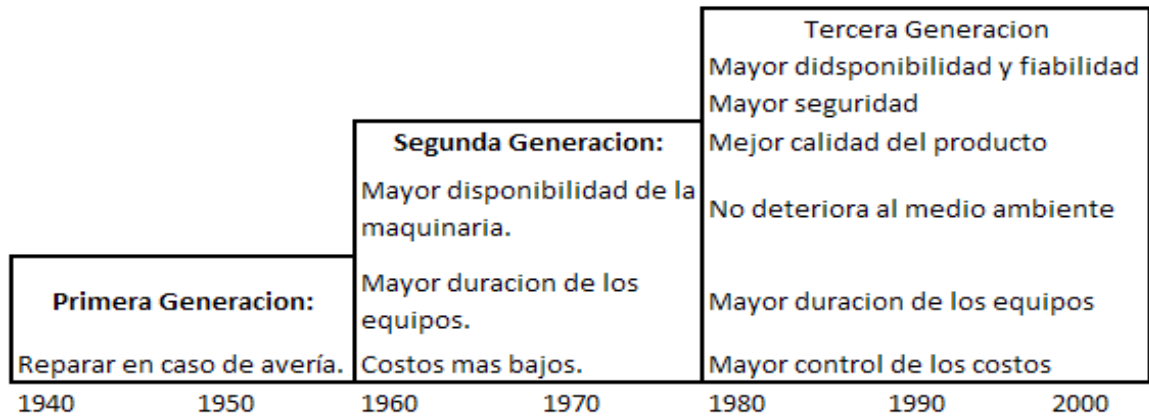 Tercera Generacion
Mayor didsponibilidad y fiabilidad
Mayor seguridad
Mejor calidad del producto
No deteriora al medio ambiente
Mayor duracion de los equipos
Mayor control de los costos
Segunda Generacion:
Mayor disponibilidad de la
maquinaria.
Mayor duracion de los
equipos.
Costos mas bajos.
Primera Generacion:
Reparar en caso de avería.
1940 1950 1960 1970 1980 1990 2000